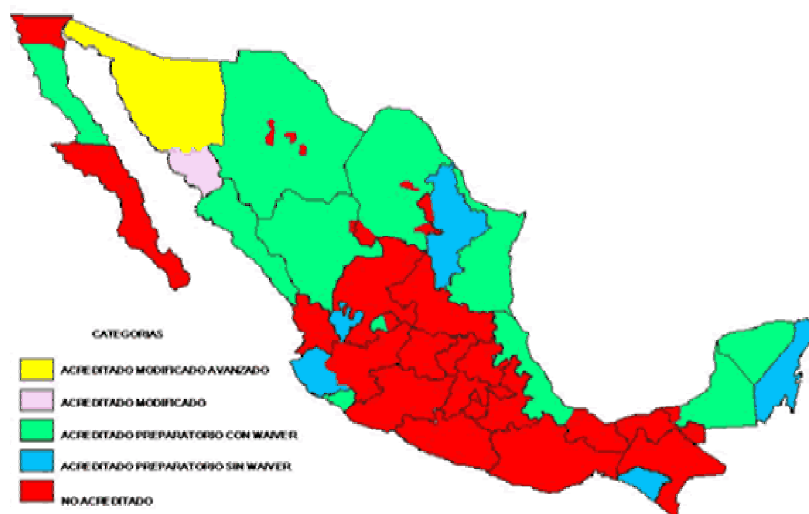 CATEGORIAS
ACREDITADO MODIFICADO AVANZADO
ACREDITADO MODIFICADO
ACREDITADO PREPARATORIO CON WAIVER
ACREDITADO PREPARATORIO SIN WAIVER
NO ACREDITADO